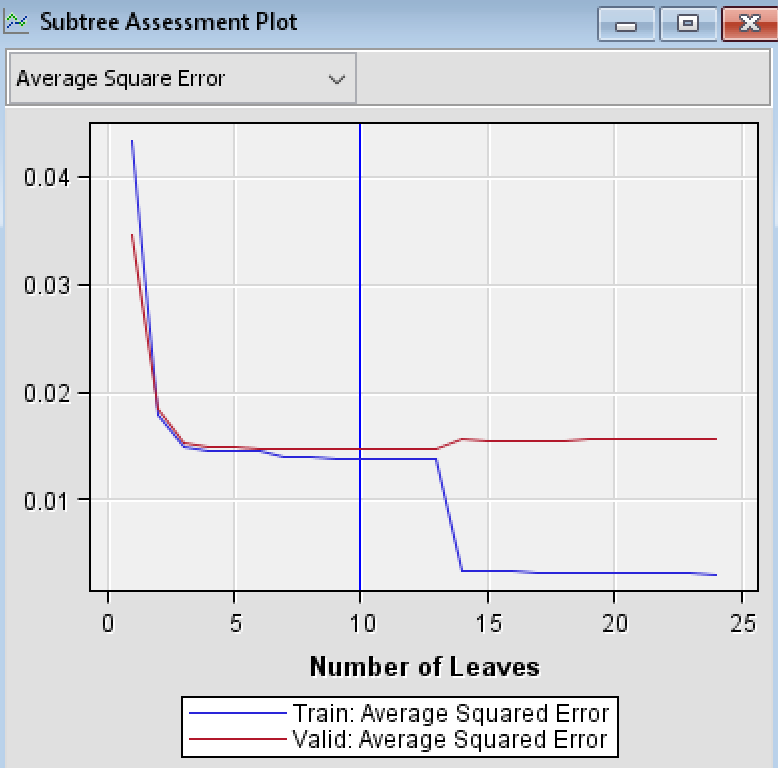 Subtree Assessment Plot
Average Square Error
0.04
0.03
0.02
0.01
0 5 10 15 20 25
Number of Leaves
Train: Average Squared Error
Valid: Average Squared Error